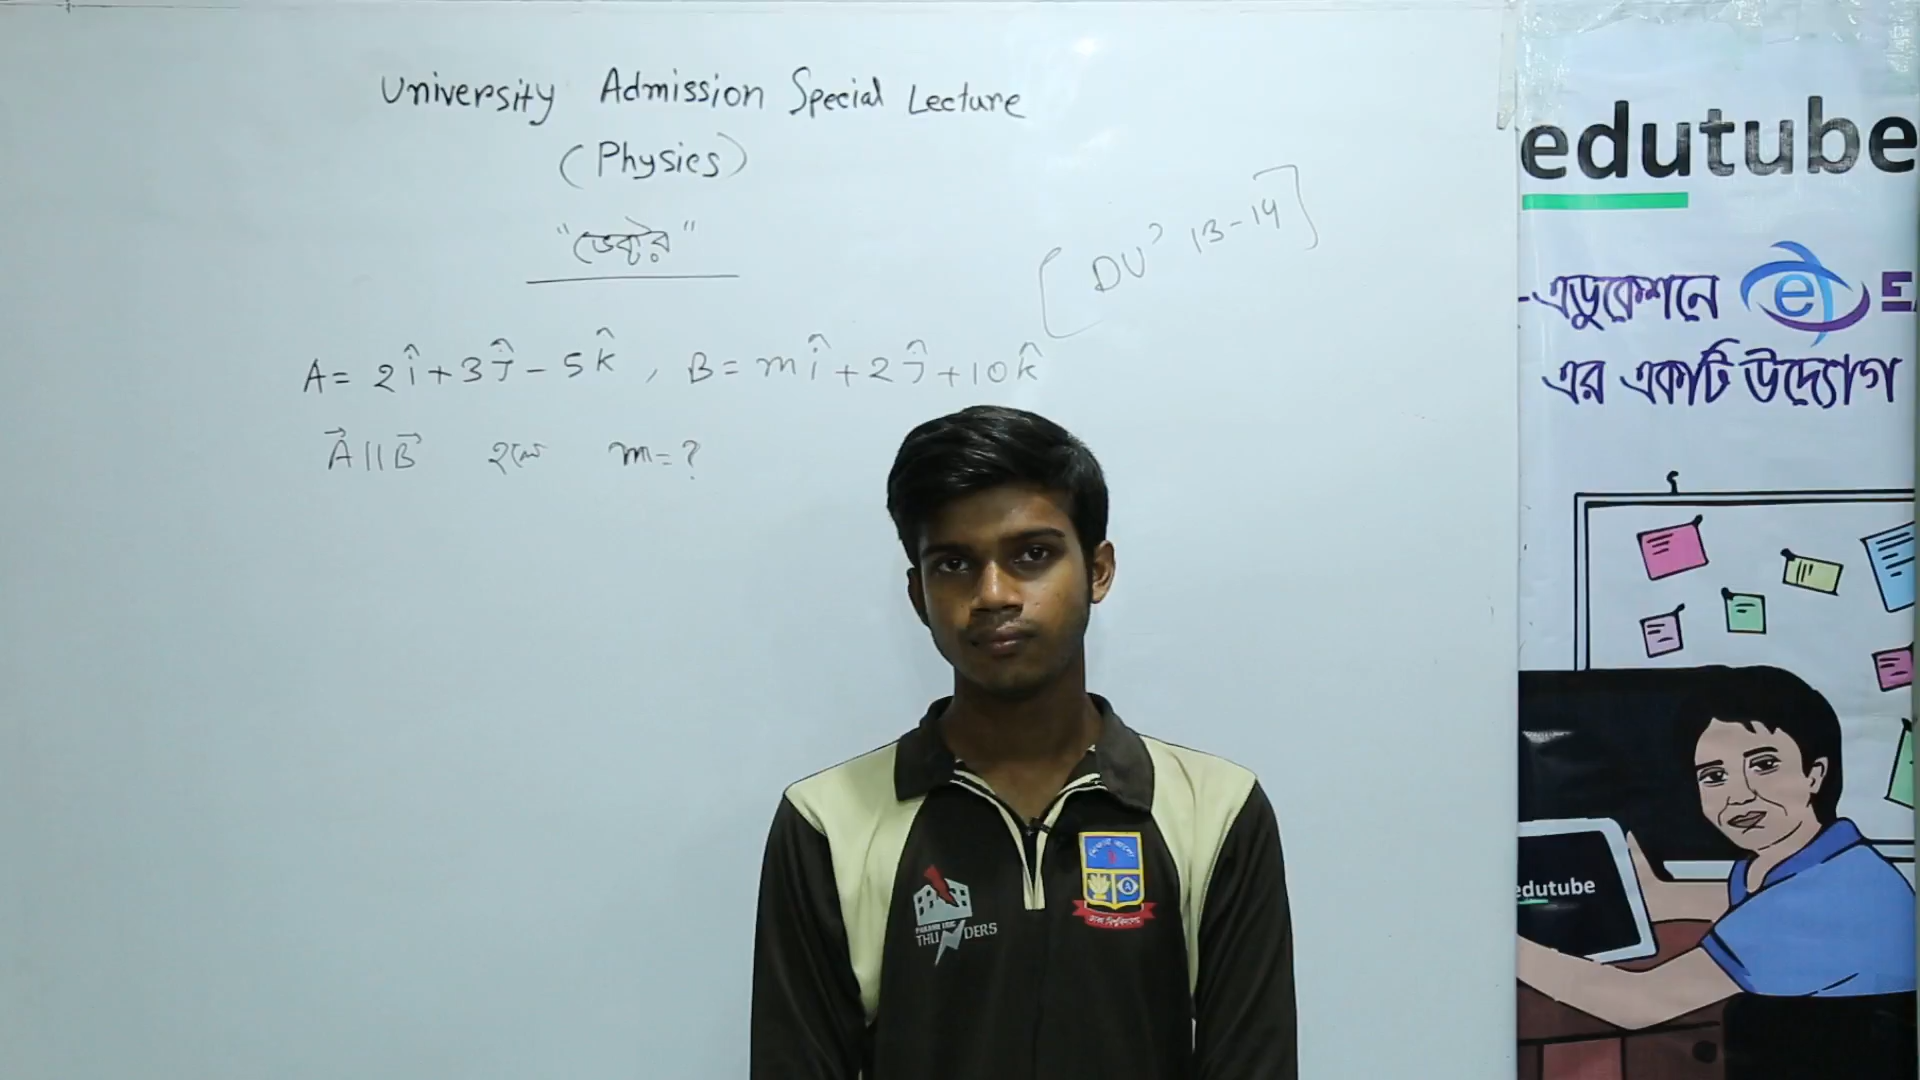 University Admission Special Lecture
(Physics)
"ভেক্টর"
[DU' 13-14]
A = 2î + 3ĵ - 5k̂ , B = mî + 2ĵ + 10k̂
A⃗ || B⃗ হলে m = ?
edutube
-এডুকেশনে e E
এর একটি উদ্যোগ
edutube
THUNDERS